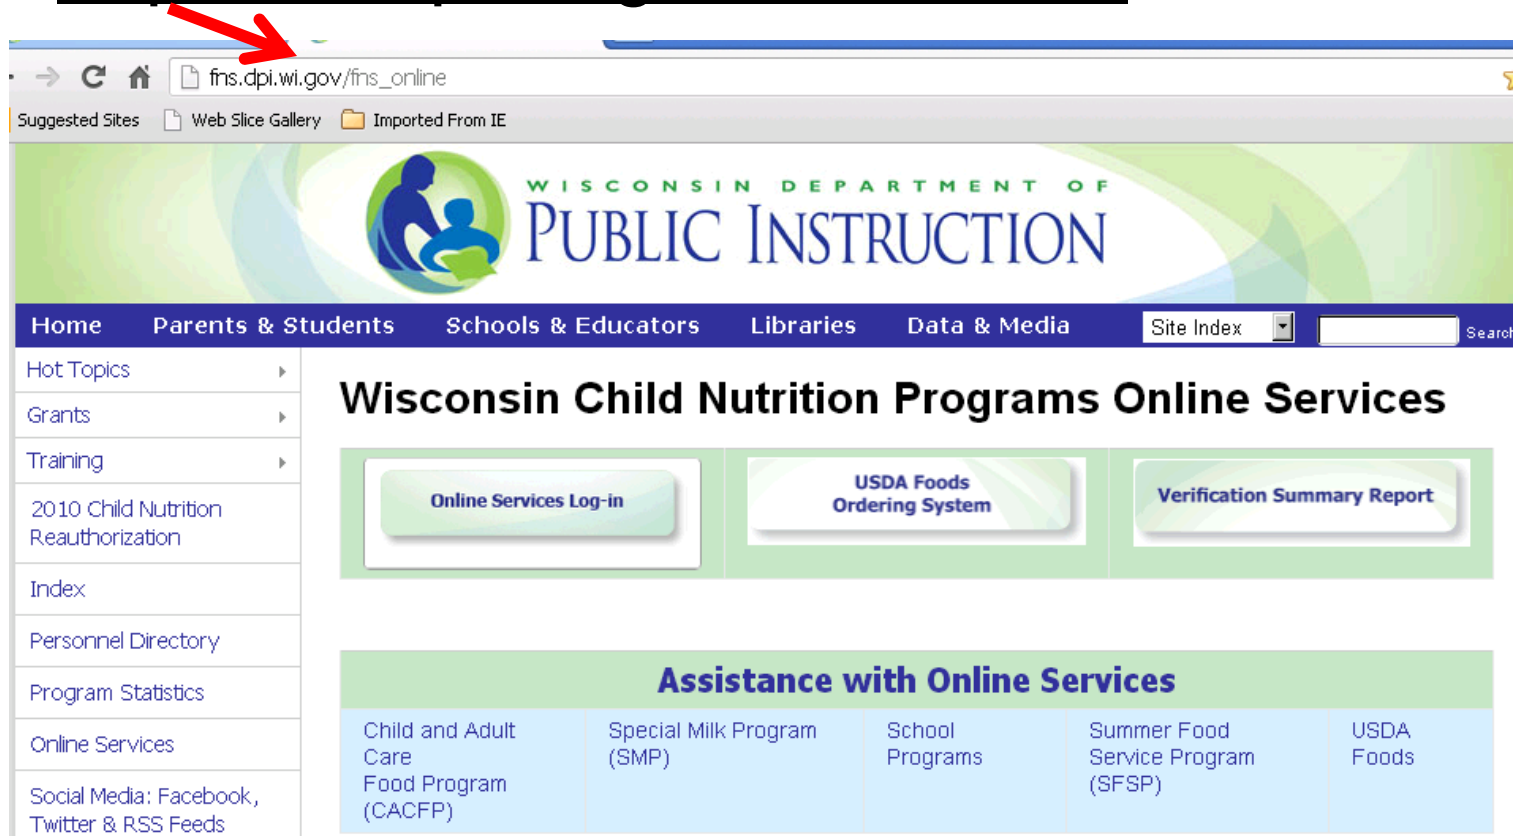 fns.dpi.wi.gov/fns_online
Suggested Sites Web Slice Gallery Imported From IE
WISCONSIN DEPARTMENT OF
PUBLIC INSTRUCTION
Home Parents & Students Schools & Educators Libraries Data & Media Site Index Search
Hot Topics
Grants
Training
2010 Child Nutrition
Reauthorization
Index
Personnel Directory
Program Statistics
Online Services
Social Media: Facebook,
Twitter & RSS Feeds
Wisconsin Child Nutrition Programs Online Services
Online Services Log-in
USDA Foods
Ordering System
Verification Summary Report
Assistance with Online Services
Child and Adult
Care
Food Program
(CACFP)
Special Milk Program
(SMP)
School
Programs
Summer Food
Service Program
(SFSP)
USDA
Foods